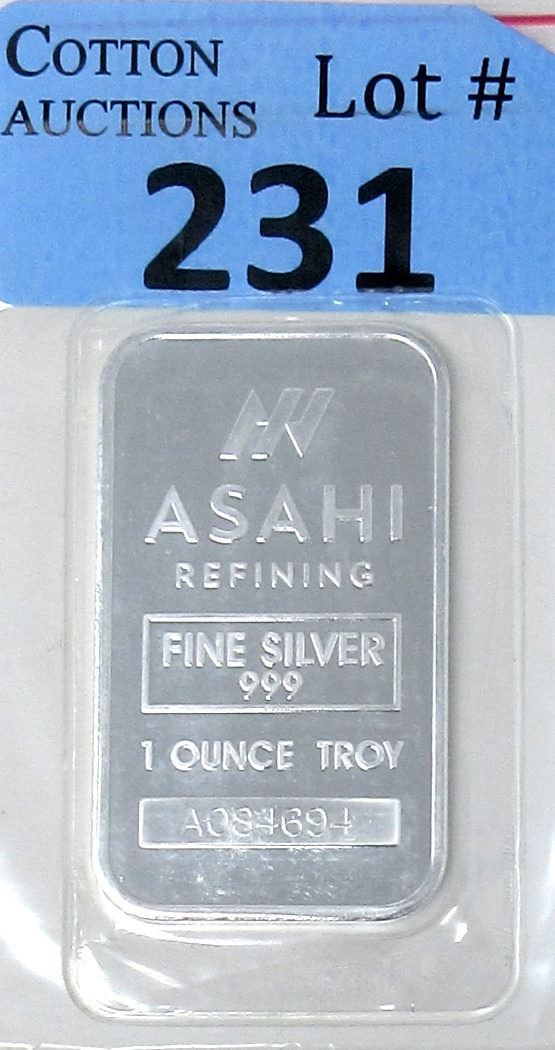 COTTON
AUCTIONS
Lot #
231
ASAHI
REFINING
FINE SILVER
999
1 OUNCE TROY
A084694